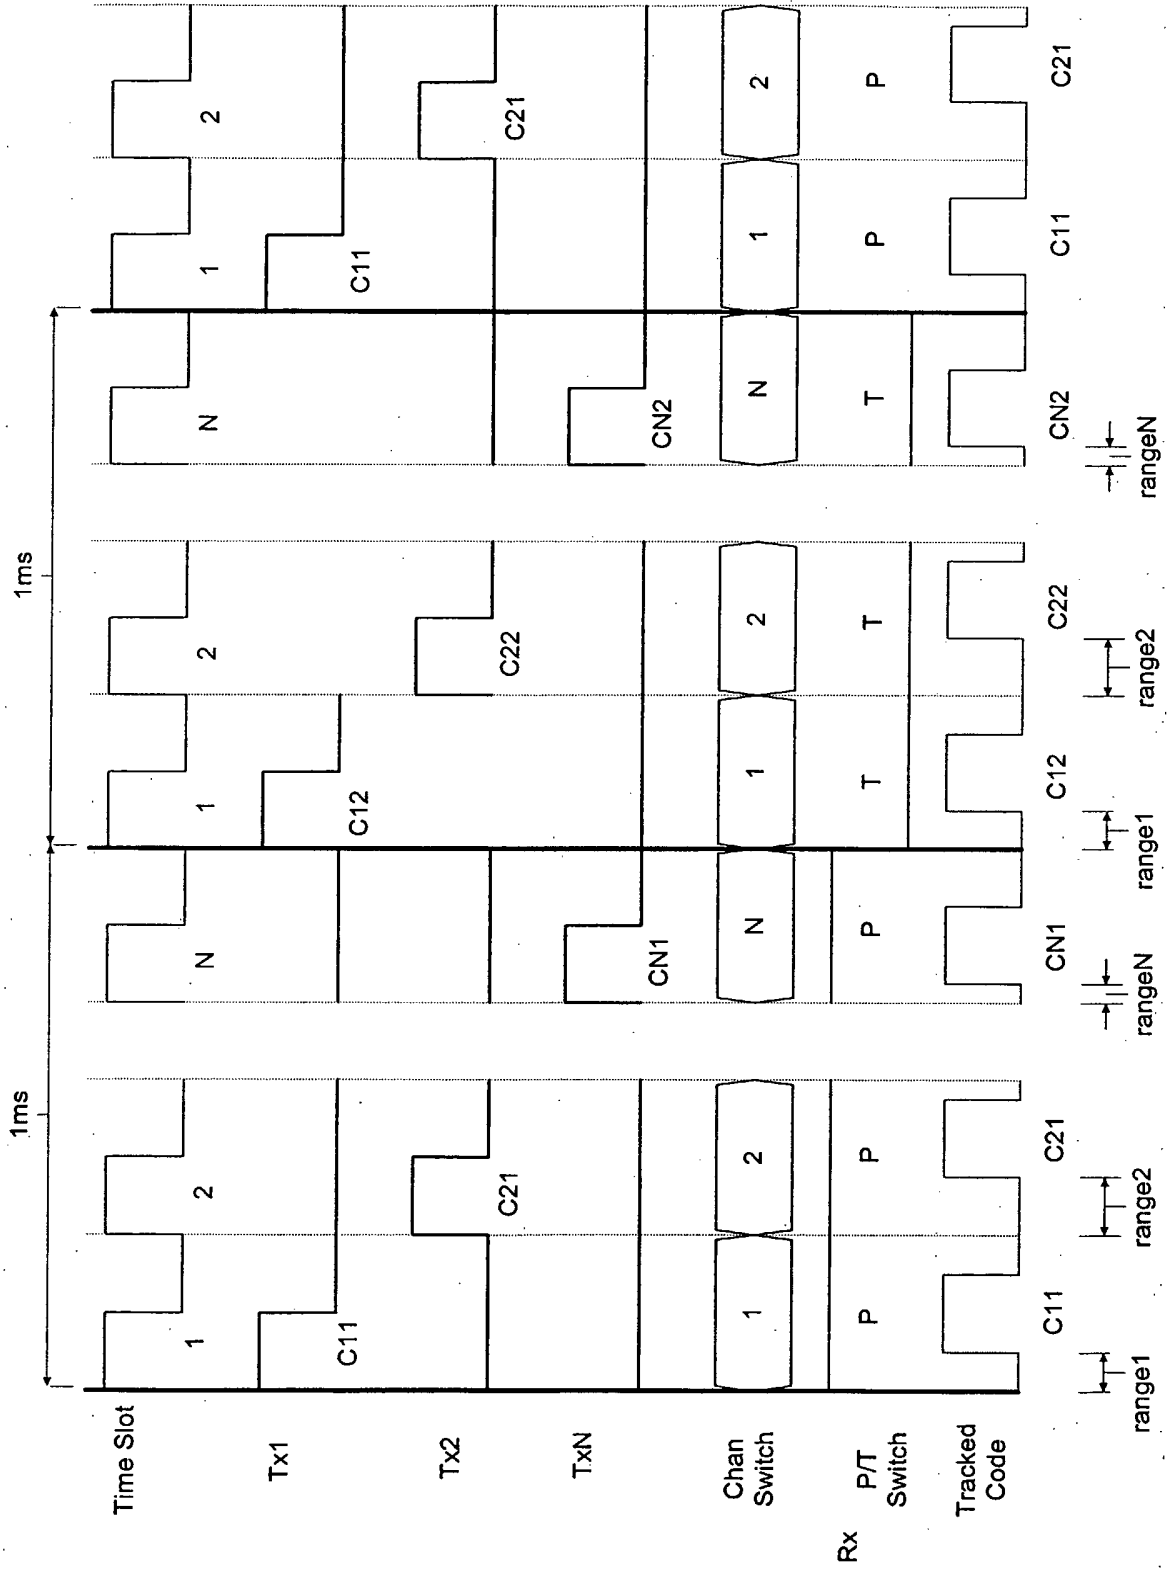 1ms
1ms
Time Slot
1
2
N
1
2
N
1
2
Tx1
C11
C12
C11
Tx2
C21
C22
C21
TxN
CN1
CN2
Chan
Switch
1
2
N
1
2
N
1
2
Rx
P/T
Switch
P
P
P
T
T
T
P
P
Tracked
Code
C11
C21
CN1
C12
C22
CN2
C11
C21
range1
range2
rangeN
range1
range2
rangeN